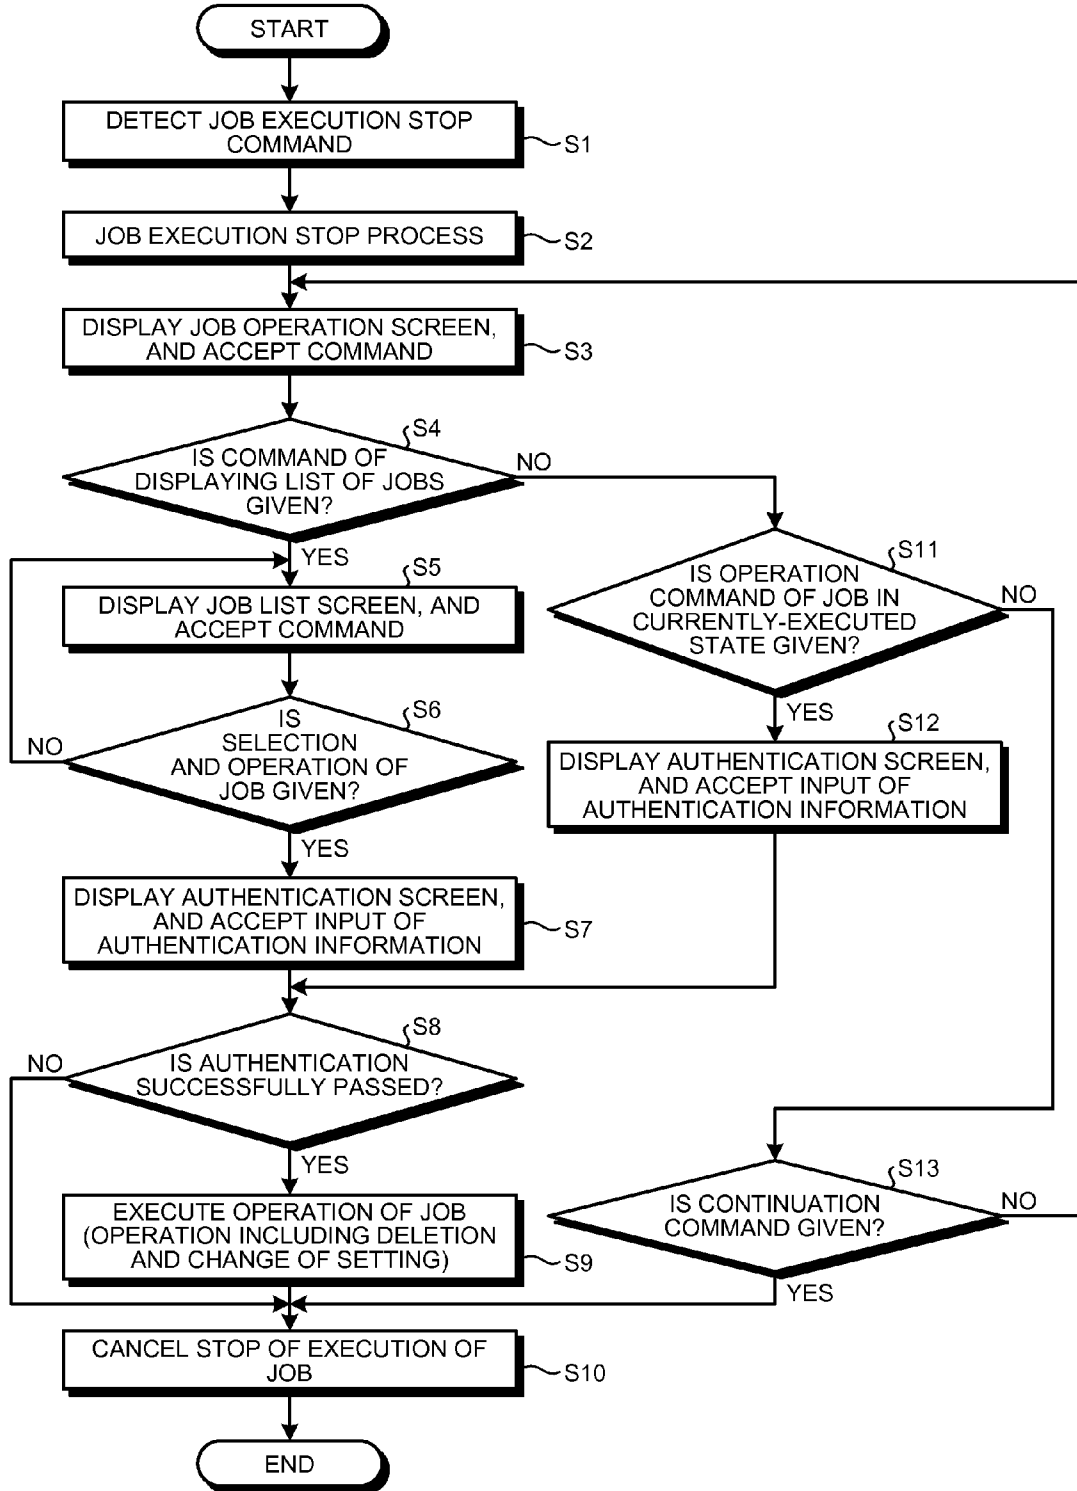 START
DETECT JOB EXECUTION STOP
COMMAND
S1
JOB EXECUTION STOP PROCESS
S2
DISPLAY JOB OPERATION SCREEN,
AND ACCEPT COMMAND
S3
S4
IS COMMAND OF
DISPLAYING LIST OF JOBS
GIVEN?
NO
YES
S5
DISPLAY JOB LIST SCREEN, AND
ACCEPT COMMAND
S11
IS OPERATION
COMMAND OF JOB IN
CURRENTLY-EXECUTED
STATE GIVEN?
NO
YES
S6
IS
SELECTION
AND OPERATION OF
JOB GIVEN?
NO
YES
S12
DISPLAY AUTHENTICATION SCREEN,
AND ACCEPT INPUT OF
AUTHENTICATION INFORMATION
DISPLAY AUTHENTICATION SCREEN,
AND ACCEPT INPUT OF
AUTHENTICATION INFORMATION
S7
S8
IS AUTHENTICATION
SUCCESSFULLY PASSED?
NO
YES
S13
IS CONTINUATION
COMMAND GIVEN?
NO
YES
EXECUTE OPERATION OF JOB
(OPERATION INCLUDING DELETION
AND CHANGE OF SETTING)
S9
CANCEL STOP OF EXECUTION OF
JOB
S10
END